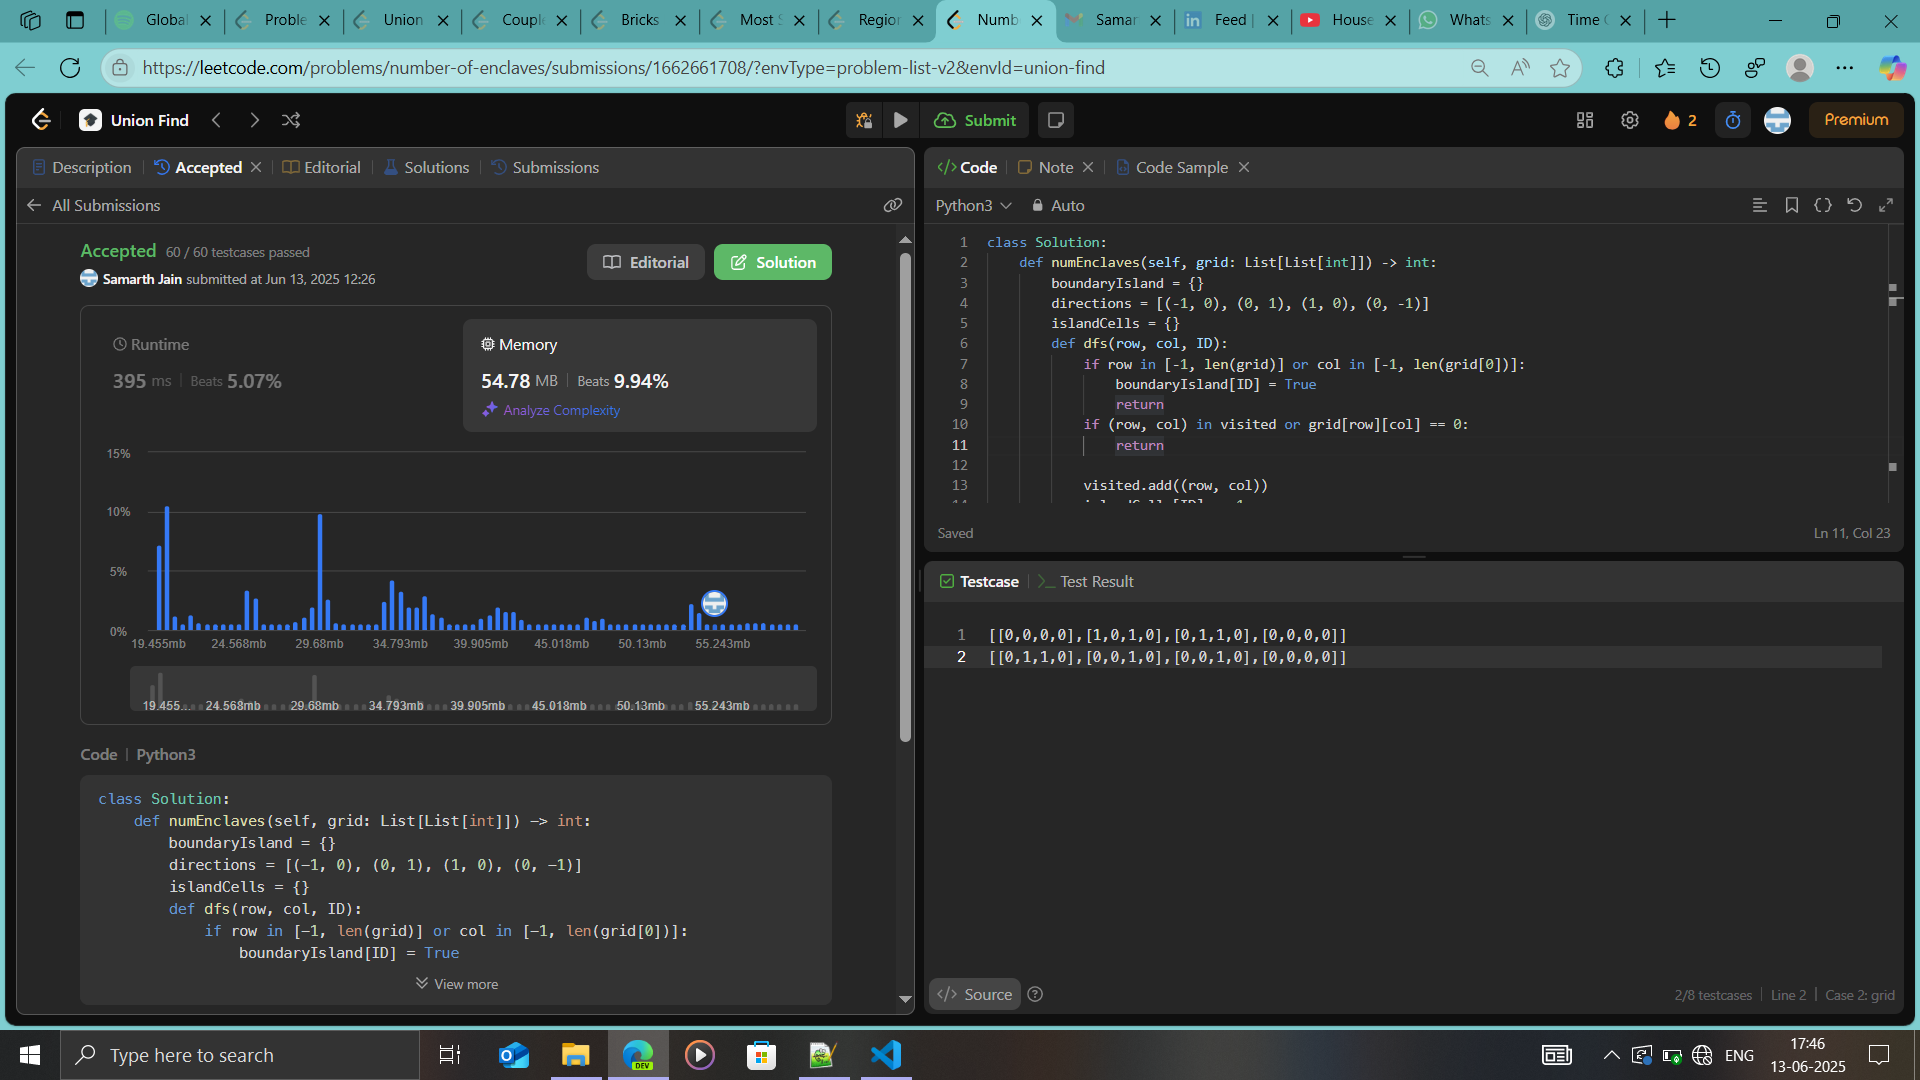 Global
Proble
Union
Couple
Bricks
Most S
Region
Numb
Samar
Feed |
House
Whats
Time C
https://leetcode.com/problems/number-of-enclaves/submissions/1662661708/?envType=problem-list-v2&envId=union-find
Union Find
Submit
2
Premium
Description
Accepted
Editorial
Solutions
Submissions
All Submissions
Accepted 60 / 60 testcases passed
Samarth Jain submitted at Jun 13, 2025 12:26
Editorial
Solution
Runtime
395 ms Beats 5.07%
Memory
54.78 MB Beats 9.94%
Analyze Complexity
15%
10%
5%
0%
19.455mb 24.568mb 29.68mb 34.793mb 39.905mb 45.018mb 50.13mb 55.243mb
19.455... 24.568mb 29.68mb 34.793mb 39.905mb 45.018mb 50.13mb 55.243mb
Code | Python3
class Solution:
def numEnclaves(self, grid: List[List[int]]) -> int:
boundaryIsland = {}
directions = [(-1, 0), (0, 1), (1, 0), (0, -1)]
islandCells = {}
def dfs(row, col, ID):
if row in [-1, len(grid)] or col in [-1, len(grid[0])]:
boundaryIsland[ID] = True
View more
Code
Note
Code Sample
Python3
Auto
1 class Solution:
2 def numEnclaves(self, grid: List[List[int]]) -> int:
3 boundaryIsland = {}
4 directions = [(-1, 0), (0, 1), (1, 0), (0, -1)]
5 islandCells = {}
6 def dfs(row, col, ID):
7 if row in [-1, len(grid)] or col in [-1, len(grid[0])]:
8 boundaryIsland[ID] = True
9 return
10 if (row, col) in visited or grid[row][col] == 0:
11 return
12
13 visited.add((row, col))
Saved
Ln 11, Col 23
Testcase
Test Result
1 [[0,0,0,0],[1,0,1,0],[0,1,1,0],[0,0,0,0]]
2 [[0,1,1,0],[0,0,1,0],[0,0,1,0],[0,0,0,0]]
Source
2/8 testcases
Line 2
Case 2: grid
Type here to search
DEV
ENG
17:46
13-06-2025